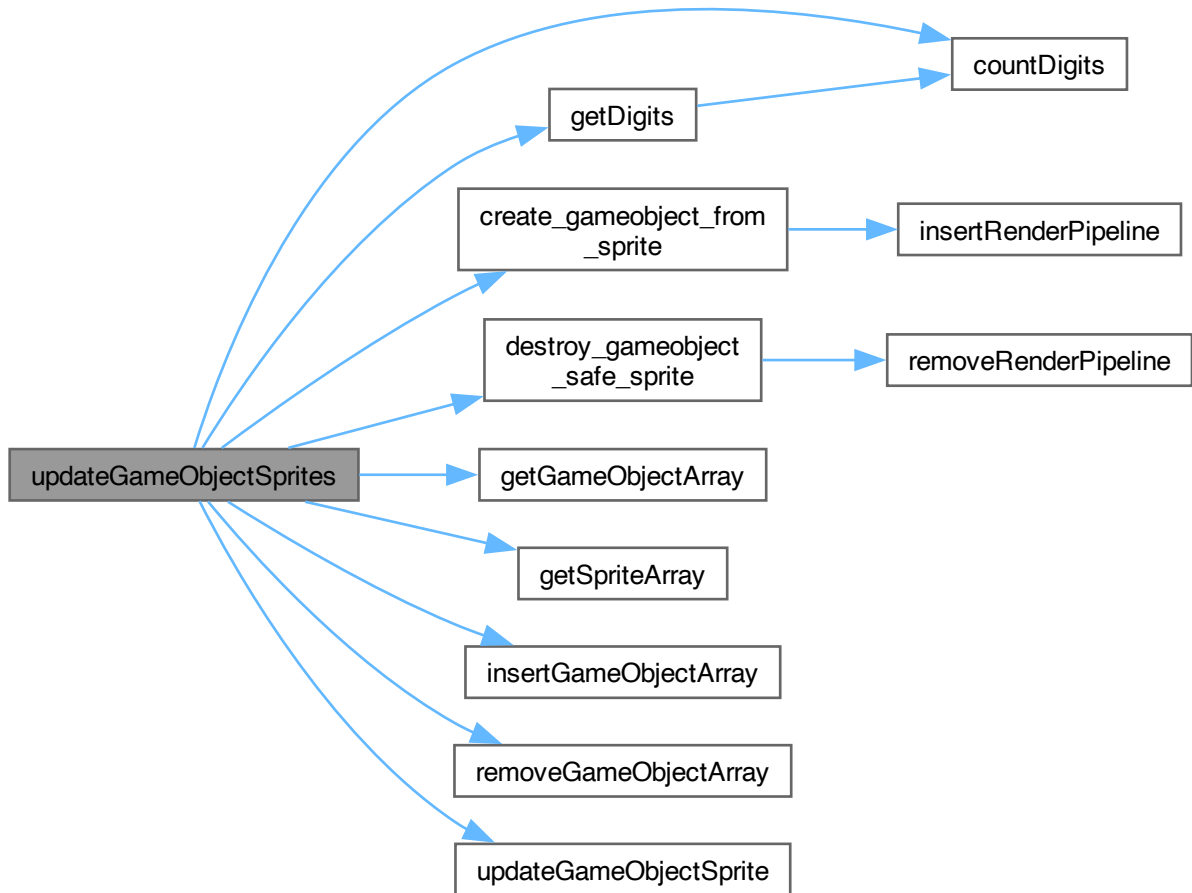 countDigits
getDigits
create_gameobject_from
_sprite
insertRenderPipeline
destroy_gameobject
_safe_sprite
removeRenderPipeline
updateGameObjectSprites
getGameObjectArray
getSpriteArray
insertGameObjectArray
removeGameObjectArray
updateGameObjectSprite